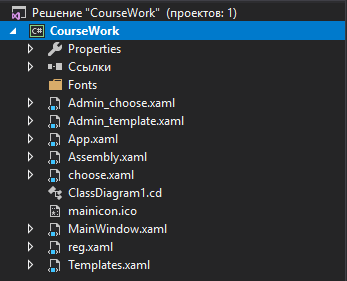 Решение "CourseWork" (проектов: 1)
C# CourseWork
Properties
Ссылки
Fonts
Admin_choose.xaml
Admin_template.xaml
App.xaml
Assembly.xaml
choose.xaml
ClassDiagram1.cd
mainicon.ico
MainWindow.xaml
reg.xaml
Templates.xaml